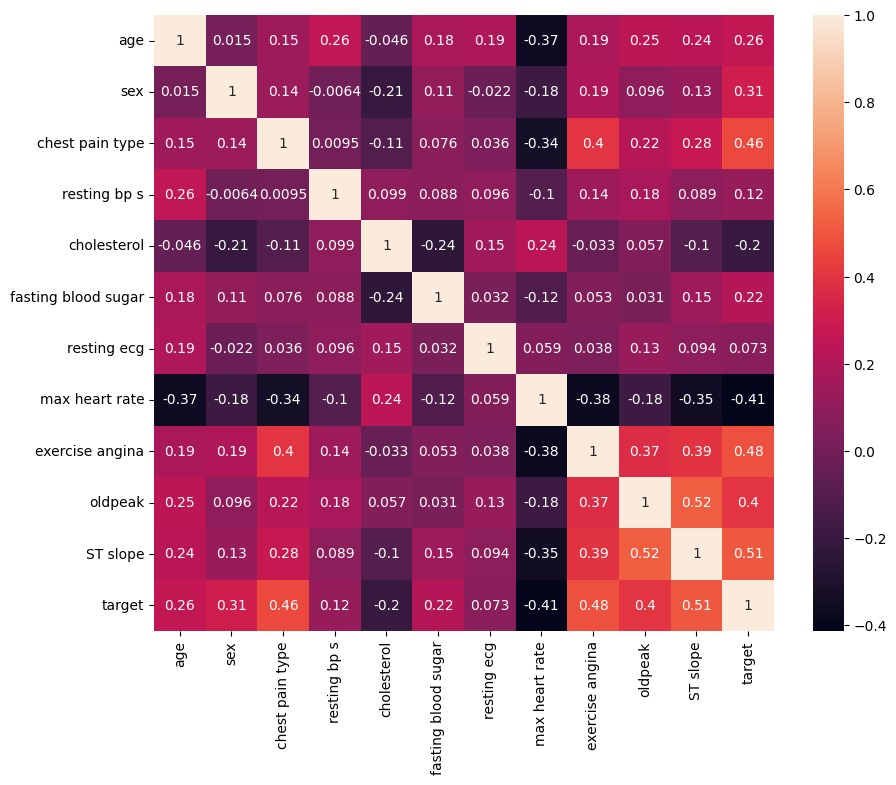 age 1 0.015 0.15 0.26 -0.046 0.18 0.19 -0.37 0.19 0.25 0.24 0.26
sex 0.015 1 0.14 -0.0064 -0.21 0.11 -0.022 -0.18 0.19 0.096 0.13 0.31
chest pain type 0.15 0.14 1 0.0095 -0.11 0.076 0.036 -0.34 0.4 0.22 0.28 0.46
resting bp s 0.26 -0.0064 0.0095 1 0.099 0.088 0.096 -0.1 0.14 0.18 0.089 0.12
cholesterol -0.046 -0.21 -0.11 0.099 1 -0.24 0.15 0.24 -0.033 0.057 -0.1 -0.2
fasting blood sugar 0.18 0.11 0.076 0.088 -0.24 1 0.032 -0.12 0.053 0.031 0.15 0.22
resting ecg 0.19 -0.022 0.036 0.096 0.15 0.032 1 0.059 0.038 0.13 0.094 0.073
max heart rate -0.37 -0.18 -0.34 -0.1 0.24 -0.12 0.059 1 -0.38 -0.18 -0.35 -0.41
exercise angina 0.19 0.19 0.4 0.14 -0.033 0.053 0.038 -0.38 1 0.37 0.39 0.48
oldpeak 0.25 0.096 0.22 0.18 0.057 0.031 0.13 -0.18 0.37 1 0.52 0.4
ST slope 0.24 0.13 0.28 0.089 -0.1 0.15 0.094 -0.35 0.39 0.52 1 0.51
target 0.26 0.31 0.46 0.12 -0.2 0.22 0.073 -0.41 0.48 0.4 0.51 1
age
sex
chest pain type
resting bp s
cholesterol
fasting blood sugar
resting ecg
max heart rate
exercise angina
oldpeak
ST slope
target
1.0
0.8
0.6
0.4
0.2
0.0
−0.2
−0.4